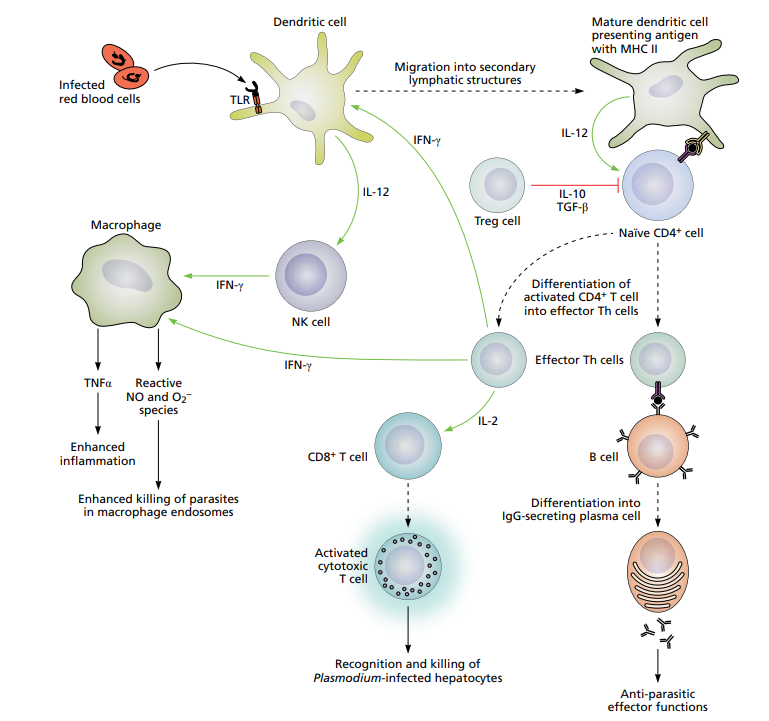 Dendritic cell
Mature dendritic cell
presenting antigen
with MHC II
Infected
red blood cells
TLR
Migration into secondary
lymphatic structures
IFN-γ
IL-12
IL-12
Treg cell
IL-10
TGF-β
Naïve CD4⁺ cell
Macrophage
IFN-γ
NK cell
Differentiation of
activated CD4⁺ T cell
into effector Th cells
IFN-γ
Effector Th cells
TNFα
Reactive
NO and O₂⁻
species
IL-2
Enhanced
inflammation
CD8⁺ T cell
B cell
Enhanced killing of parasites
in macrophage endosomes
Differentiation into
IgG-secreting plasma cell
Activated
cytotoxic
T cell
Recognition and killing of
Plasmodium-infected hepatocytes
Anti-parasitic
effector functions